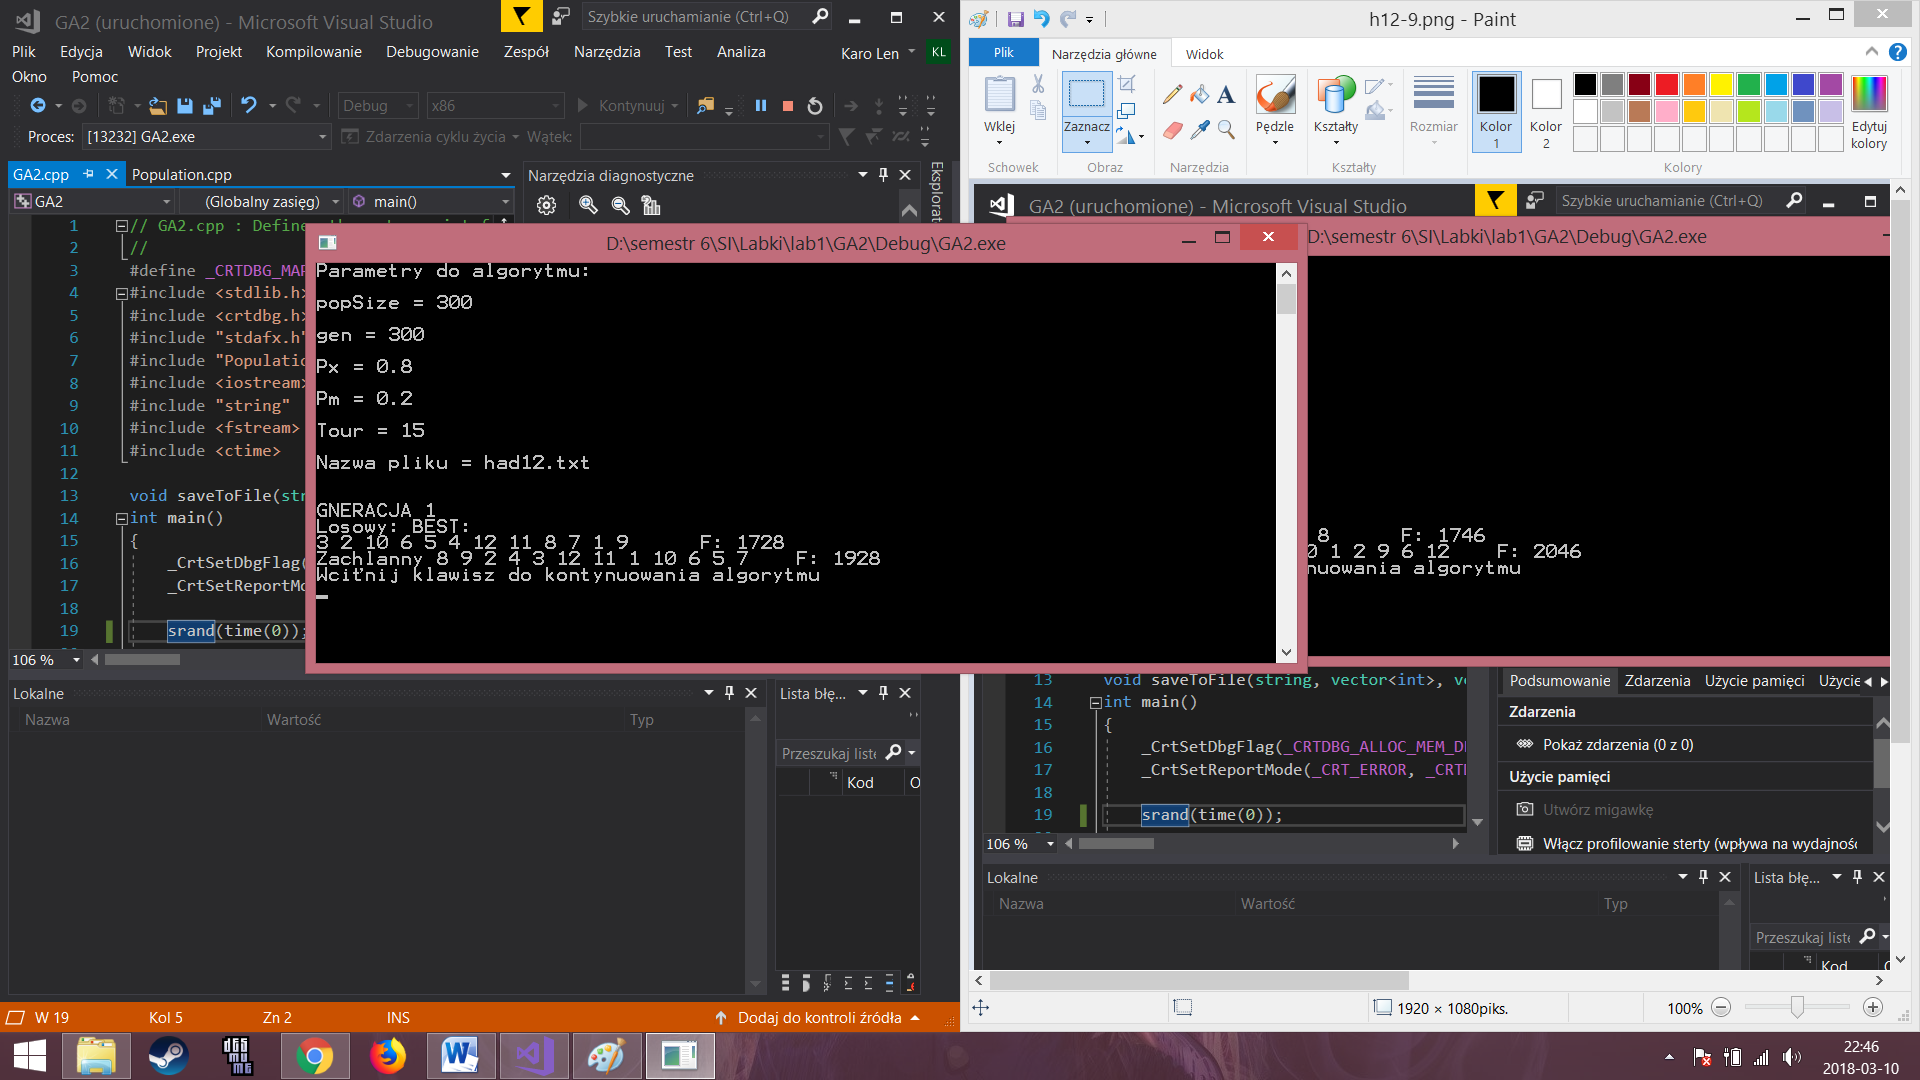 GA2 (uruchomione) - Microsoft Visual Studio
Szybkie uruchamianie (Ctrl+Q)
Plik Edycja Widok Projekt Kompilowanie Debugowanie Zespół Narzędzia Test Analiza
Karo Len KL
Okno Pomoc
Debug x86 Kontynuuj
Proces: [13232] GA2.exe Zdarzenia cyklu życia Wątek:
GA2.cpp Population.cpp
GA2 (Globalny zasięg) main()
Narzędzia diagnostyczne
1 // GA2.cpp : Define
2 //
3 #define
4 #include <stdlib.h>
5 #include <crtdbg.h>
6 #include "stdafx.h"
7 #include
8 #include <iostream>
9 #include "string"
10 #include <fstream>
11 #include <ctime>
12
13 void saveToFile(
14 int main()
15 {
16 _CrtSetDbgFlag(
17
18
19 srand(time(0));
106 %
Lokalne
Nazwa Wartość Typ
Lista błę...
Przeszukaj
Kod
W 19 Kol 5 Zn 2 INS Dodaj do kontroli źródła
D:\semestr 6\SI\Labki\lab1\GA2\Debug\GA2.exe
Parametry do algorytmu:
popSize = 300
gen = 300
Px = 0.8
Pm = 0.2
Tour = 15
Nazwa pliku = had12.txt
GNERACJA 1
Losowy: BEST:
3 2 10 6 5 4 12 11 8 7 1 9 F: 1728
Zachlanny 8 9 2 4 3 12 11 1 10 6 5 7 F: 1928
Wciťnij klawisz do kontynuowania algorytmu
h12-9.png - Paint
Plik Narzędzia główne Widok
Wklej Zaznacz Pędzle Kształty Rozmiar Kolor 1 Kolor 2 Edytuj kolory
Schowek Obraz Narzędzia Kształty Kolory
GA2 (uruchomione) - Microsoft Visual Studio
Szybkie uruchamianie (Ctrl+Q)
D:\semestr 6\SI\Labki\lab1\GA2\Debug\GA2.exe
8 F: 1746
0 1 2 9 6 12 F: 2046
nuowania algorytmu
13 void saveToFile(string, vector<int>,
14 int main()
15 {
16 _CrtSetDbgFlag(_CRTDBG_ALLOC_MEM_
17 _CrtSetReportMode(_CRT_ERROR,
18
19 srand(time(0));
106 %
Podsumowanie Zdarzenia Użycie pamięci Użycie
Zdarzenia
Pokaż zdarzenia (0 z 0)
Użycie pamięci
Utwórz migawkę
Włącz profilowanie sterty (wpływa na
Lokalne
Nazwa Wartość Typ
Lista błę...
Przeszukaj
Kod
1920 × 1080piks. 100%
22:46
2018-03-10